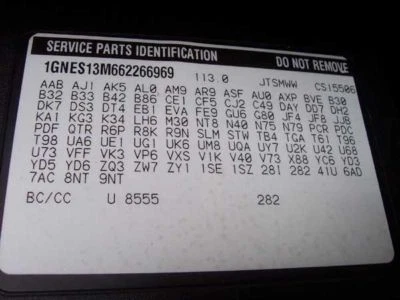 SERVICE PARTS IDENTIFICATION DO NOT REMOVE
1GNES13M662266969 113.0 JTSMWW CS15506
AAB AJ1 AK5 AL0 AM9 AR9 ASF AU0 AXP BVE B30
B32 B33 B42 B86 CE1 CF5 CJ2 C49 DAY DD7 DD8
DK7 DS3 DT4 EB1 EVA FE9 GU6 G80 JF4 JF0 JJB
KA1 KG3 K34 LH6 M30 NT8 N40 N75 N79 PCR PDC
PDF QTR R6P R8K R9N SLM STW TB4 TGA T61 T96
T98 UA6 UE1 UG1 UK6 UM8 UQA UY7 U2K U42 U68
U73 VFF VK3 VP6 VXS V1K V40 V73 X88 YC6 YD3
YD5 YD6 ZQ3 ZW7 ZY1 1SE 1SZ 28I 282 41U 6AD
7AC 8NT 9NT
BC/CC U 8555 282